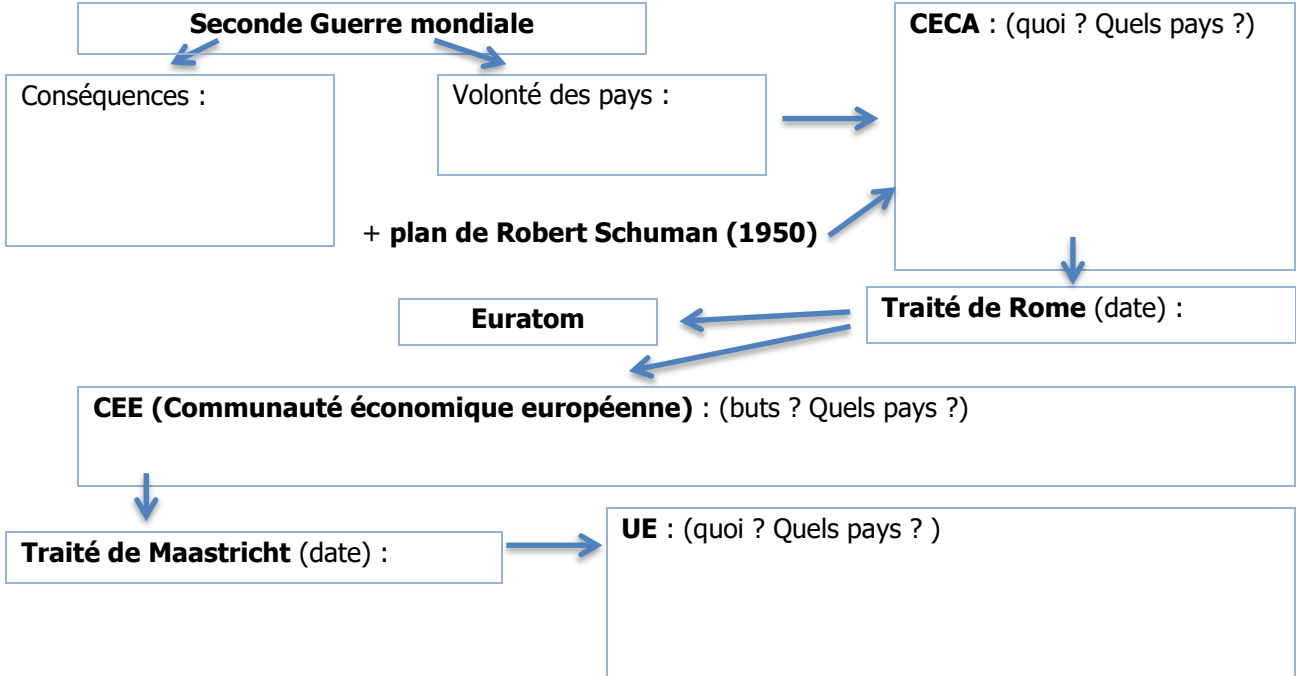 Seconde Guerre mondiale
CECA : (quoi ? Quels pays ?)
Conséquences :
Volonté des pays :
+ plan de Robert Schuman (1950)
Euratom
Traité de Rome (date) :
CEE (Communauté économique européenne) : (buts ? Quels pays ?)
Traité de Maastricht (date) :
UE : (quoi ? Quels pays ? )